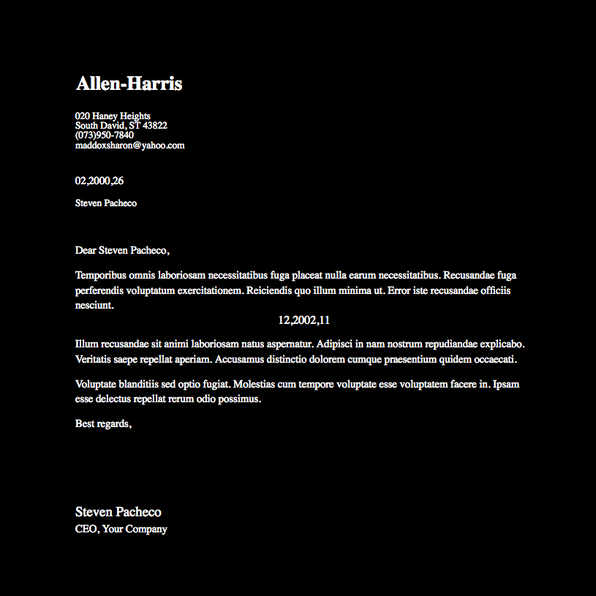 Allen-Harris
020 Haney Heights
South David, ST 43822
(073)950-7840
maddoxsharon@yahoo.com
02,2000,26
Steven Pacheco
Dear Steven Pacheco,
Temporibus omnis laboriosam necessitatibus fuga placeat nulla earum necessitatibus. Recusandae fuga
perferendis voluptatum exercitationem. Reiciendis quo illum minima ut. Error iste recusandae officiis
nesciunt.
12,2002,11
Illum recusandae sit animi laboriosam natus aspernatur. Adipisci in nam nostrum repudiandae explicabo.
Veritatis saepe repellat aperiam. Accusamus distinctio dolorem cumque praesentium quidem occaecati.
Voluptate blanditiis sed optio fugiat. Molestias cum tempore voluptate esse voluptatem facere in. Ipsam
esse delectus repellat rerum odio possimus.
Best regards,
Steven Pacheco
CEO, Your Company